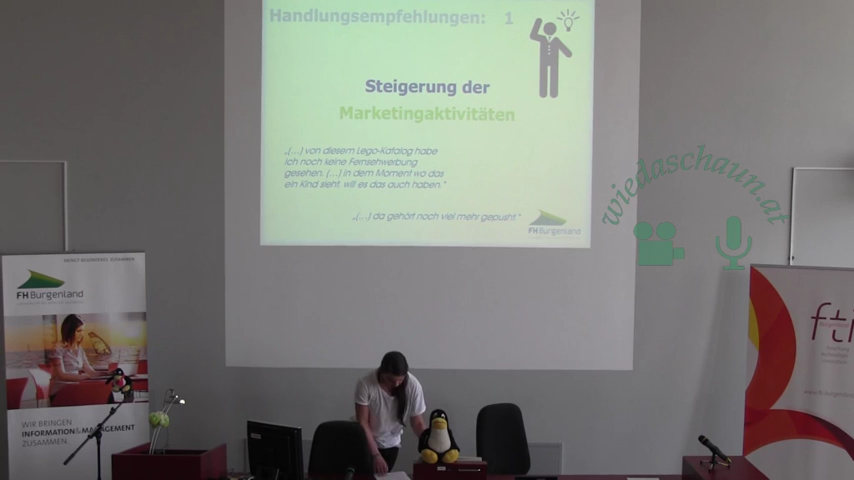 Handlungsempfehlungen: 1
Steigerung der
Marketingaktivitäten
„(...) von diesem Lego-Katalog habe
ich noch keine Fernsehwerbung
gesehen. (...) in dem Moment wo das
ein Kind sieht, will es das auch haben."
„(...) da gehört noch viel mehr gepusht"
FH Burgenland
wiedaschaun.at
FH Burgenland
WIR BRINGEN
INFORMATION & MANAGEMENT
ZUSAMMEN.
fti